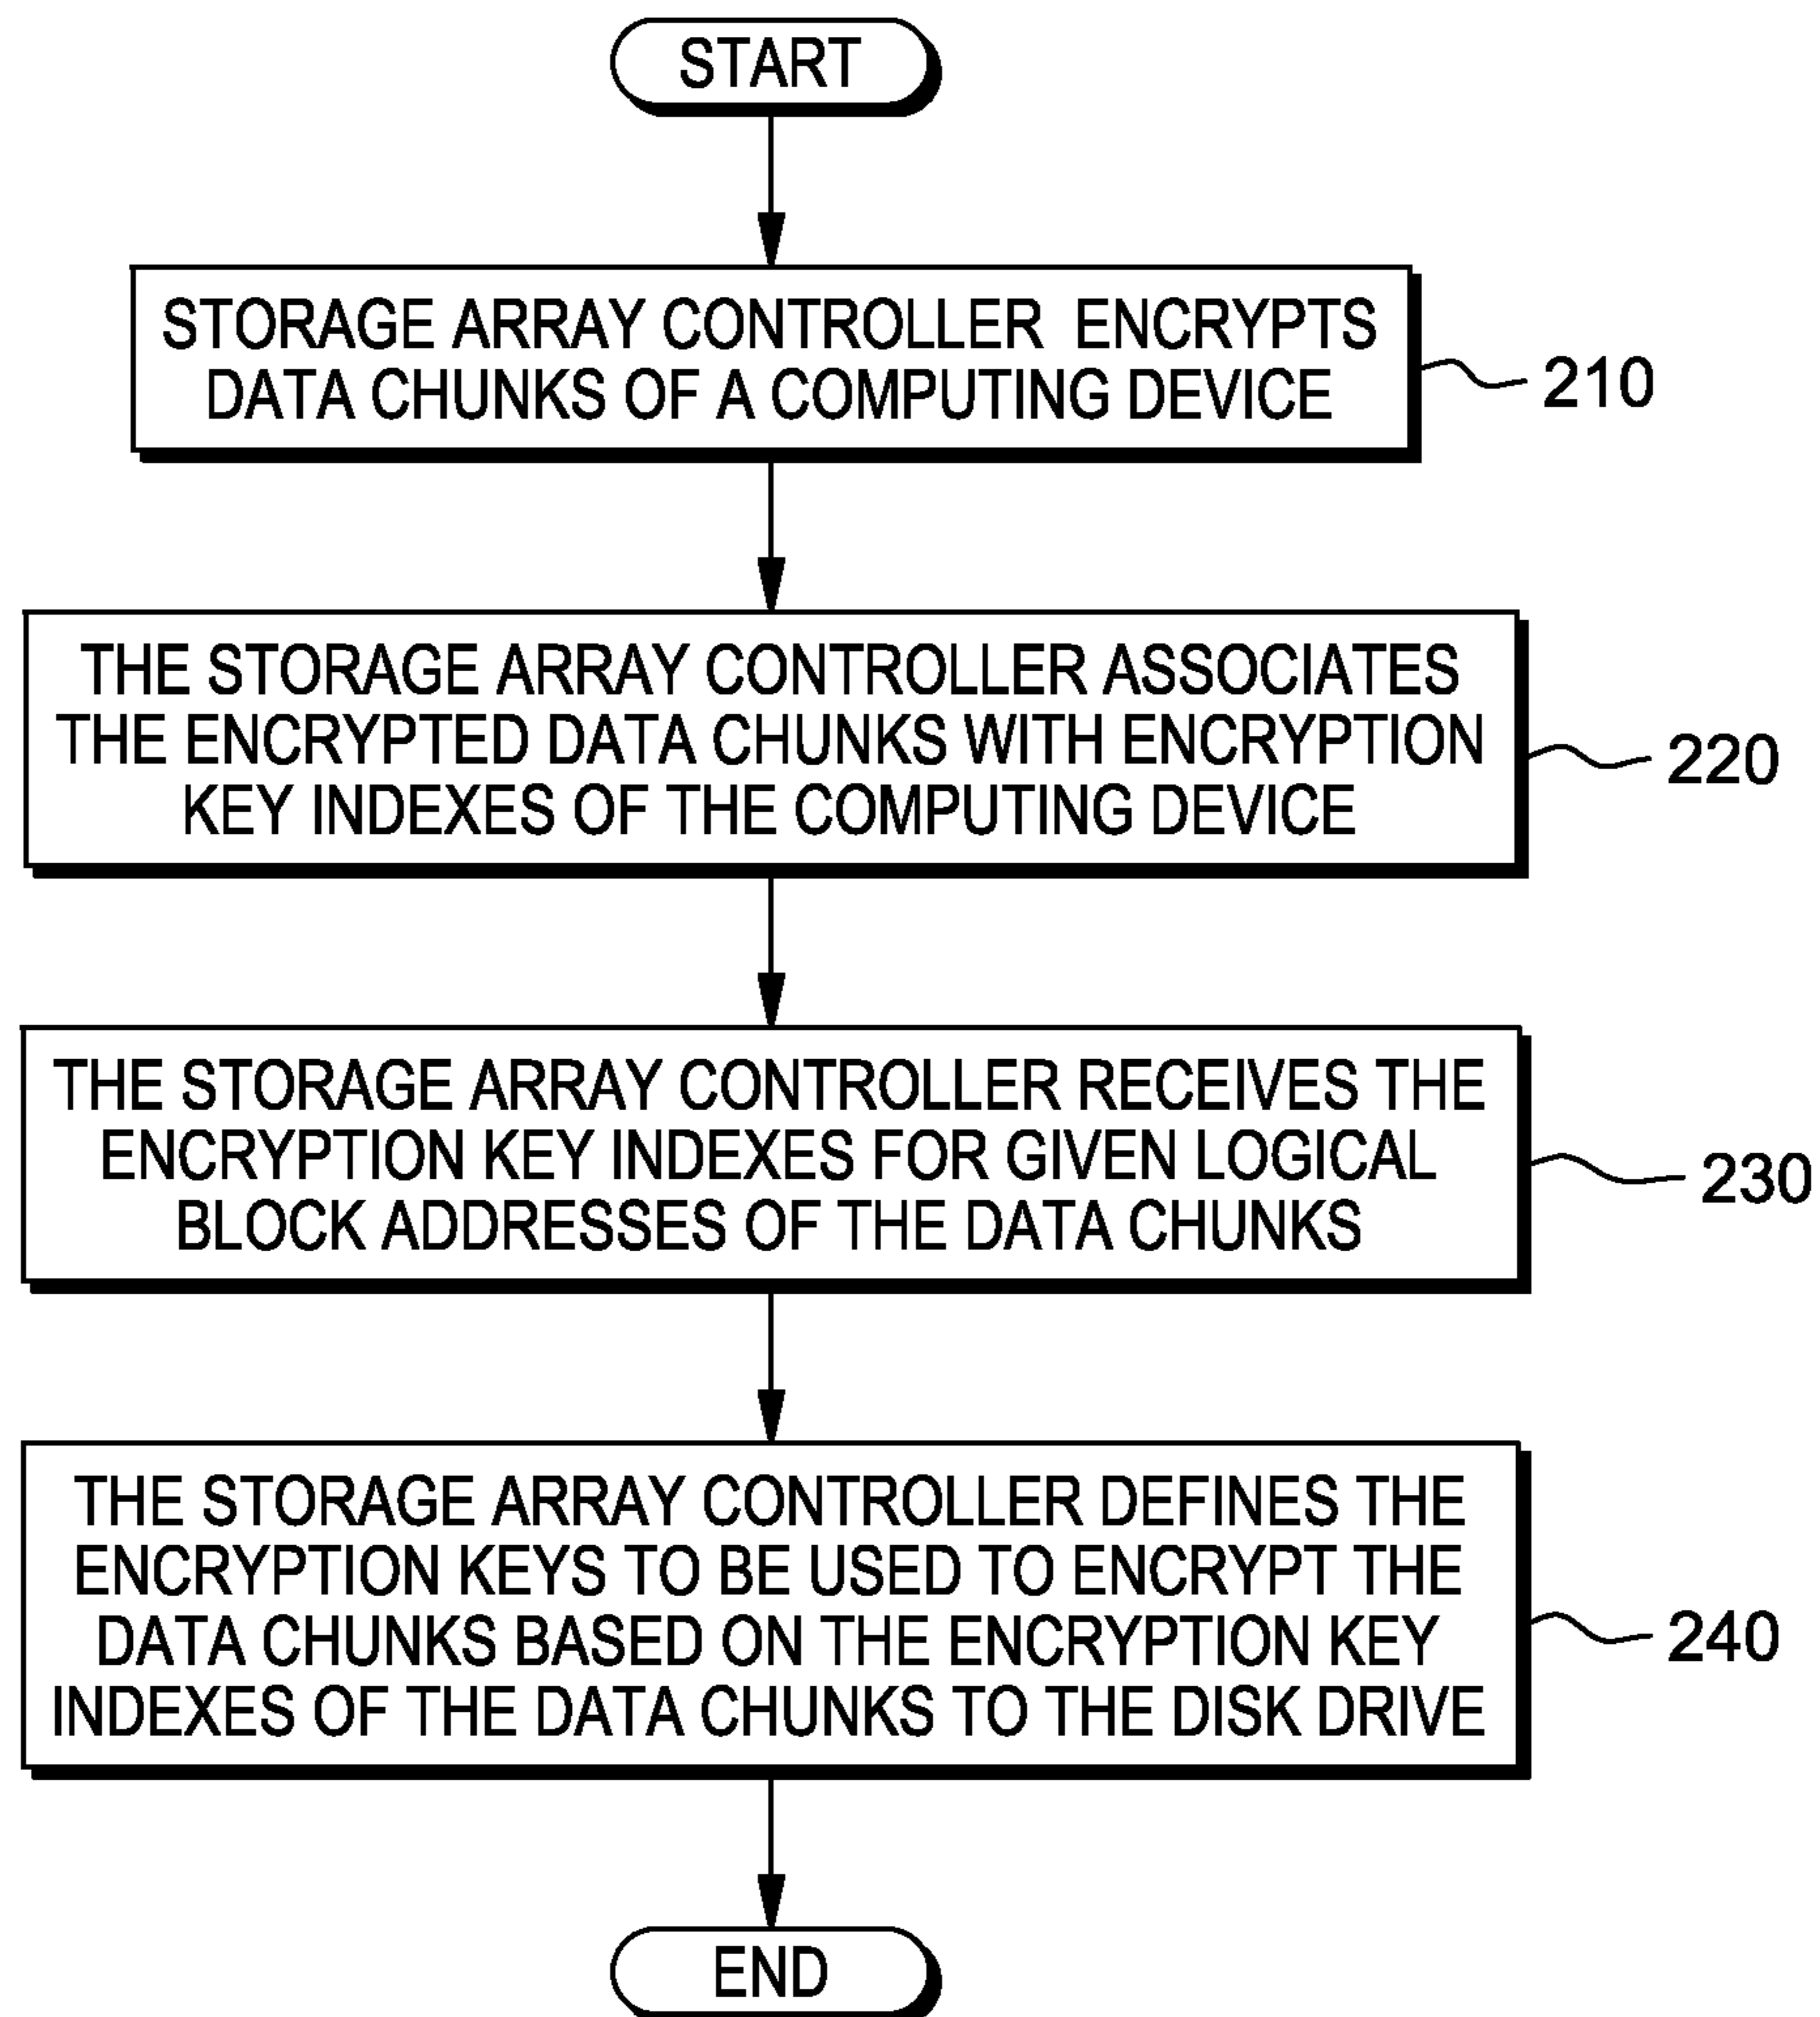 START
STORAGE ARRAY CONTROLLER ENCRYPTS
DATA CHUNKS OF A COMPUTING DEVICE
210
THE STORAGE ARRAY CONTROLLER ASSOCIATES
THE ENCRYPTED DATA CHUNKS WITH ENCRYPTION
KEY INDEXES OF THE COMPUTING DEVICE
220
THE STORAGE ARRAY CONTROLLER RECEIVES THE
ENCRYPTION KEY INDEXES FOR GIVEN LOGICAL
BLOCK ADDRESSES OF THE DATA CHUNKS
230
THE STORAGE ARRAY CONTROLLER DEFINES THE
ENCRYPTION KEYS TO BE USED TO ENCRYPT THE
DATA CHUNKS BASED ON THE ENCRYPTION KEY
INDEXES OF THE DATA CHUNKS TO THE DISK DRIVE
240
END